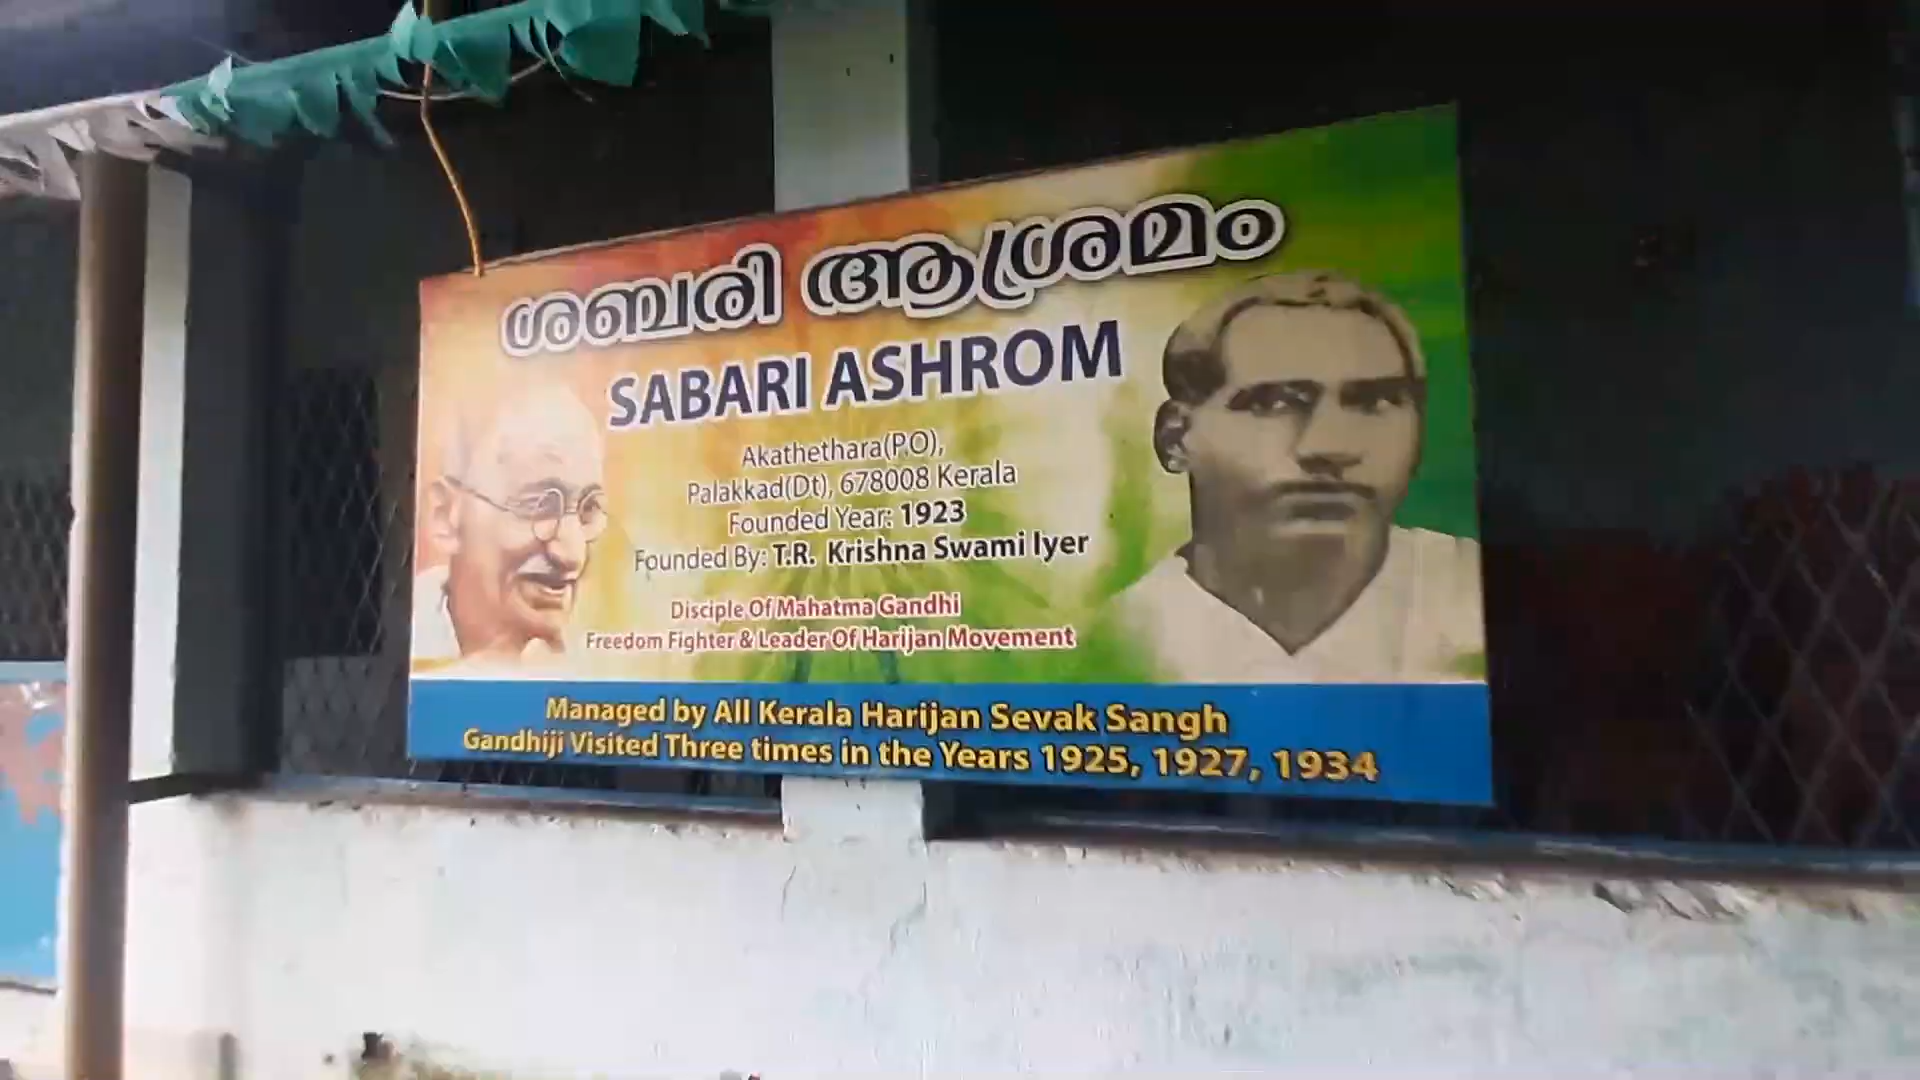 ശബരി ആശ്രമം
SABARI ASHROM
Akathethara(P.O),
Palakkad(Dt), 678008 Kerala
Founded Year: 1923
Founded By: T.R. Krishna Swami Iyer
Disciple Of Mahatma Gandhi
Freedom Fighter & Leader Of Harijan Movement
Managed by All Kerala Harijan Sevak Sangh
Gandhiji Visited Three times in the Years 1925, 1927, 1934